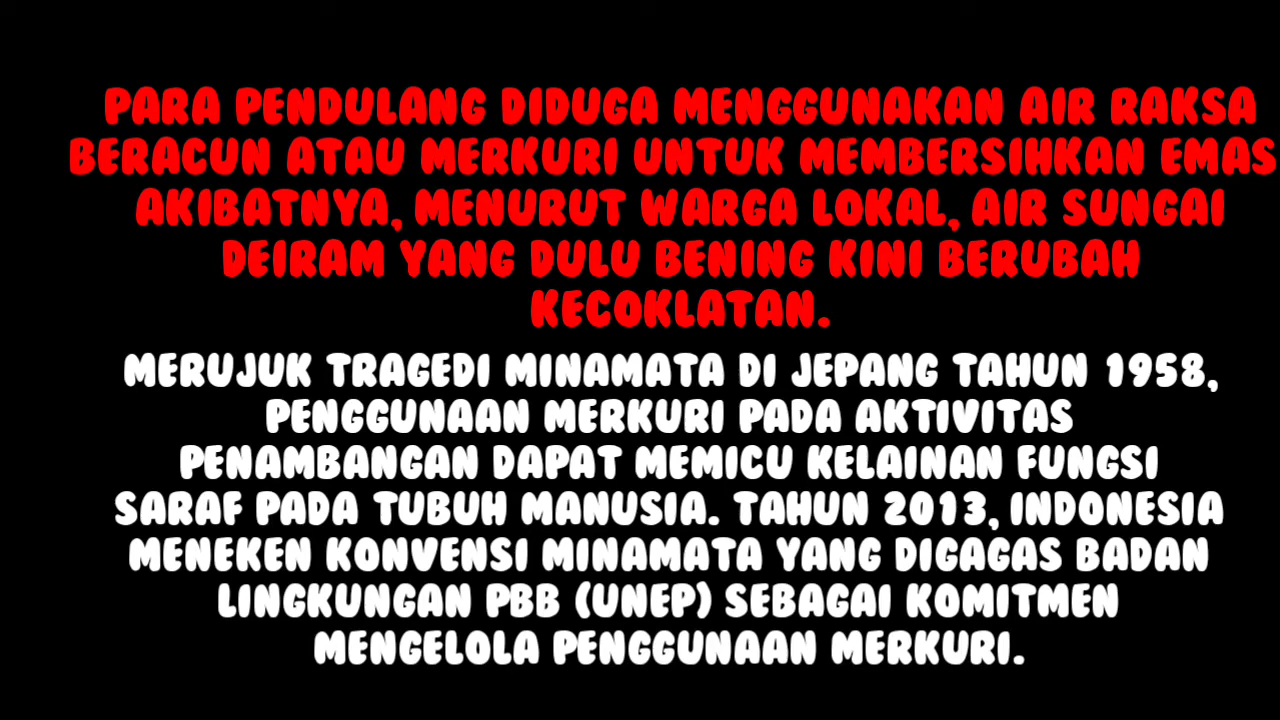 PARA PENDULANG DIDUGA MENGGUNAKAN AIR RAKSA
BERACUN ATAU MERKURI UNTUK MEMBERSIHKAN EMAS
AKIBATNYA, MENURUT WARGA LOKAL, AIR SUNGAI
DEIRAM YANG DULU BENING KINI BERUBAH
KECOKLATAN.
MERUJUK TRAGEDI MINAMATA DI JEPANG TAHUN 1958,
PENGGUNAAN MERKURI PADA AKTIVITAS
PENAMBANGAN DAPAT MEMICU KELAINAN FUNGSI
SARAF PADA TUBUH MANUSIA. TAHUN 2013, INDONESIA
MENEKEN KONVENSI MINAMATA YANG DIGAGAS BADAN
LINGKUNGAN PBB (UNEP) SEBAGAI KOMITMEN
MENGELOLA PENGGUNAAN MERKURI.